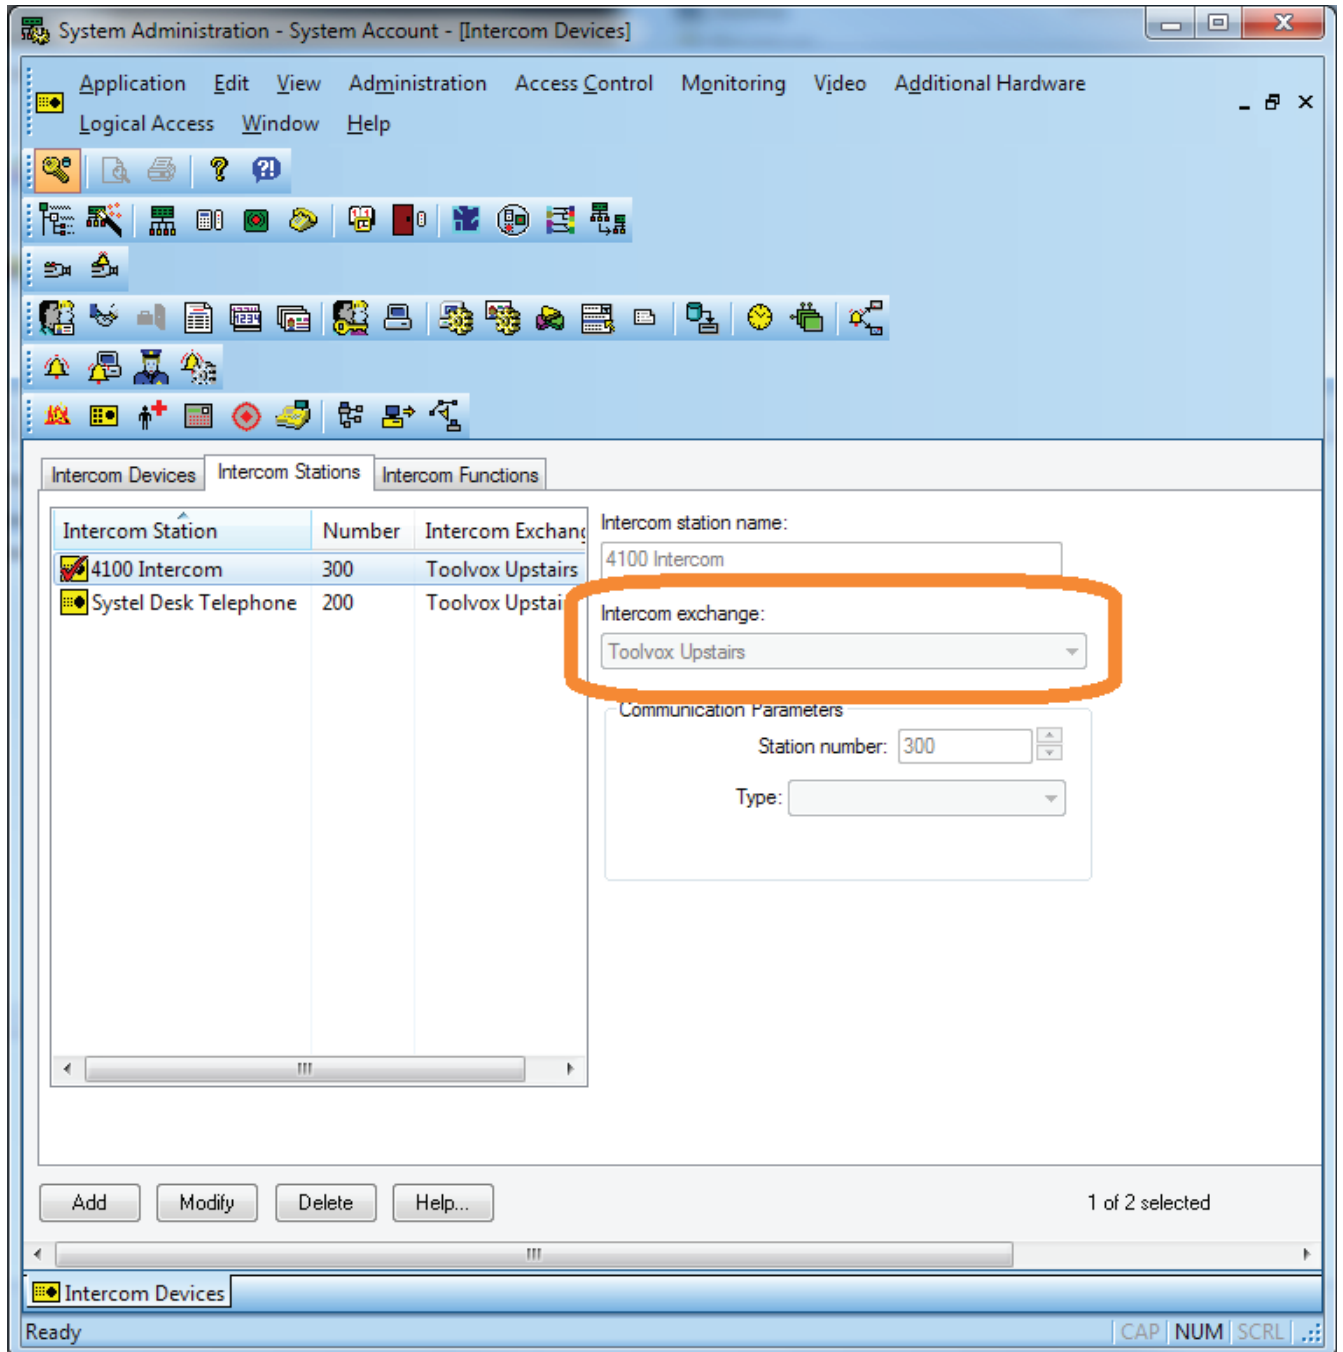 System Administration - System Account - [Intercom Devices]
Application Edit View Administration Access Control Monitoring Video Additional Hardware
Logical Access Window Help
Intercom Devices Intercom Stations Intercom Functions
Intercom Station Number Intercom Exchang
4100 Intercom 300 Toolvox Upstairs
Systel Desk Telephone 200 Toolvox Upstai
Intercom station name:
4100 Intercom
Intercom exchange:
Toolvox Upstairs
Communication Parameters
Station number: 300
Type:
Add Modify Delete Help... 1 of 2 selected
Intercom Devices
Ready CAP NUM SCRL